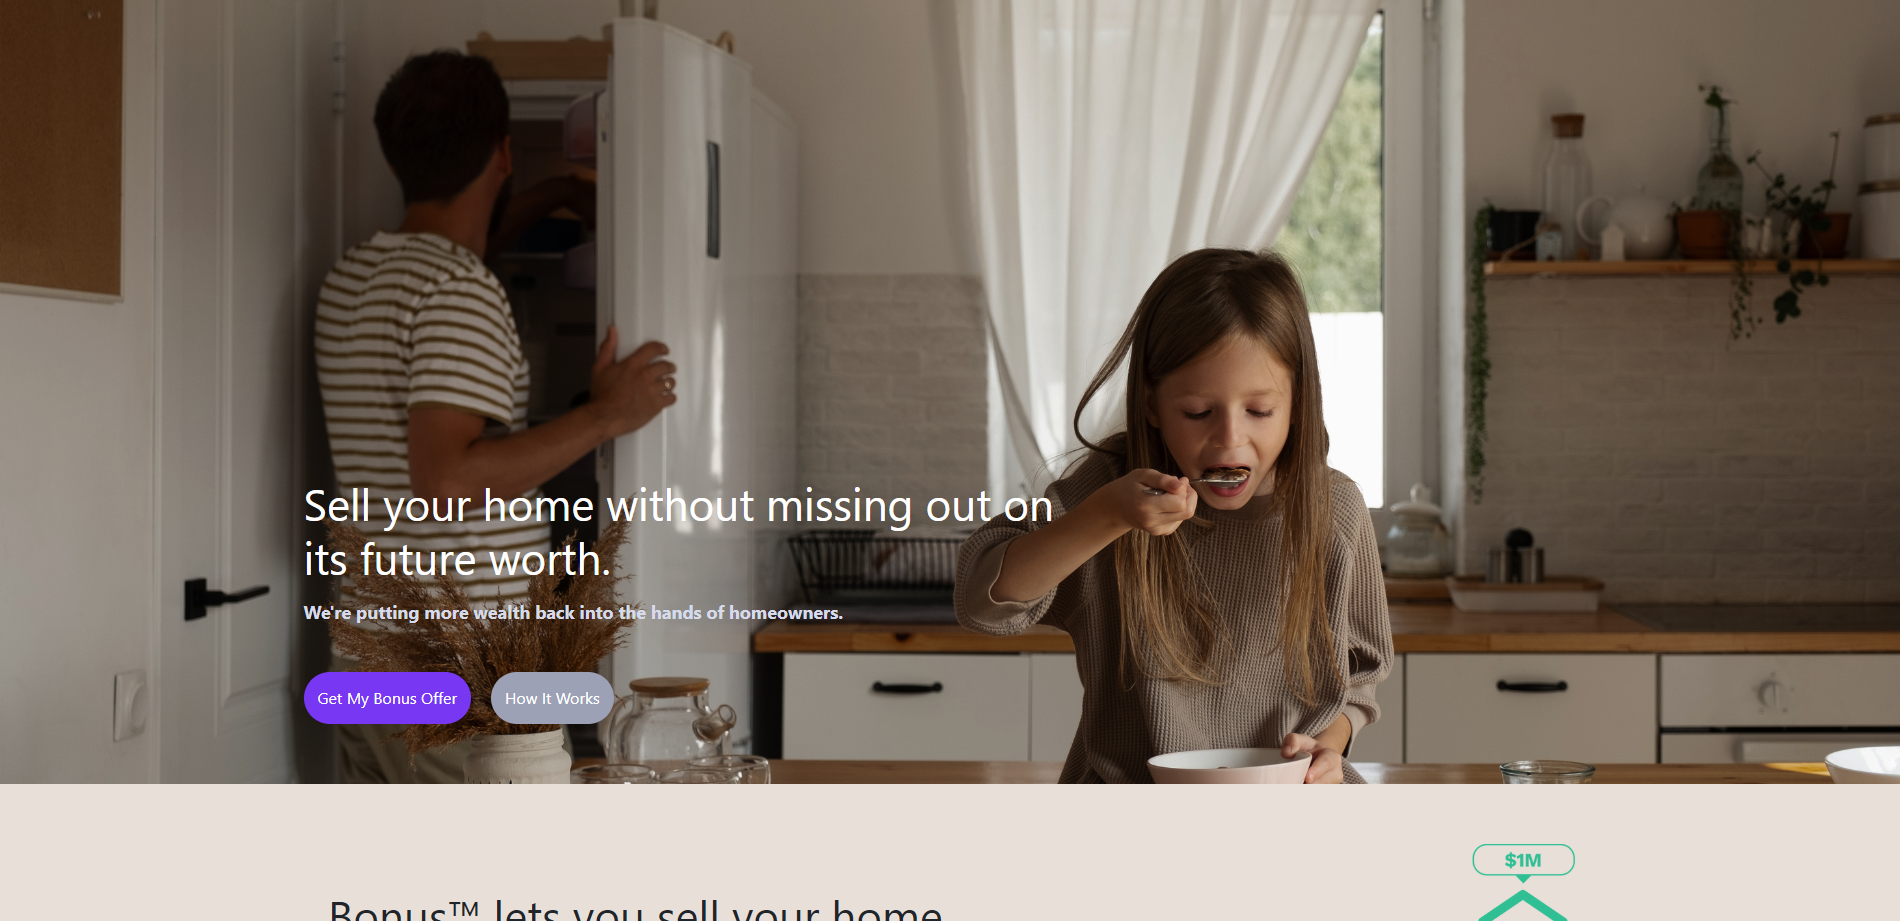 Sell your home without missing out on
its future worth.
We're putting more wealth back into the hands of homeowners.
Get My Bonus Offer
How It Works
$1M
Bonus™ lets you sell your home